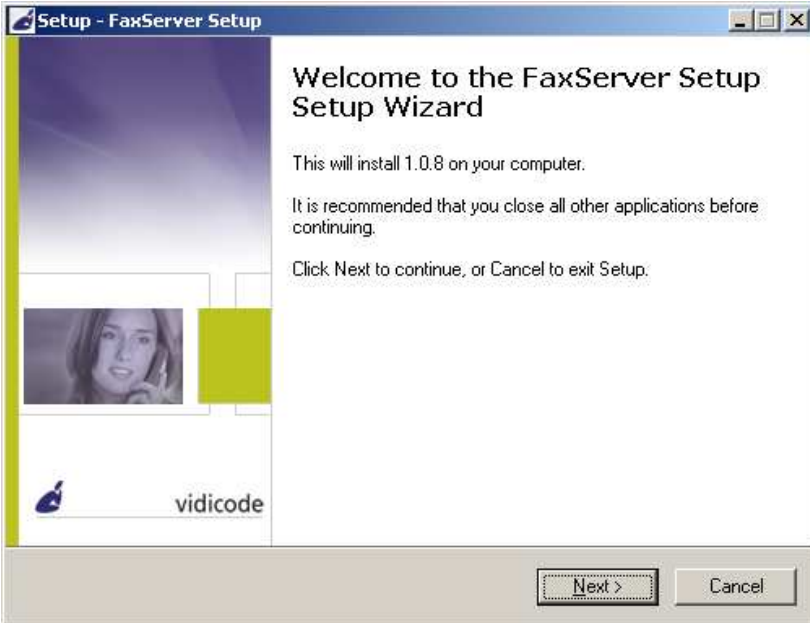 Setup - FaxServer Setup
Welcome to the FaxServer Setup
Setup Wizard
This will install 1.0.8 on your computer.
It is recommended that you close all other applications before
continuing.
Click Next to continue, or Cancel to exit Setup.
vidicode
Next >
Cancel